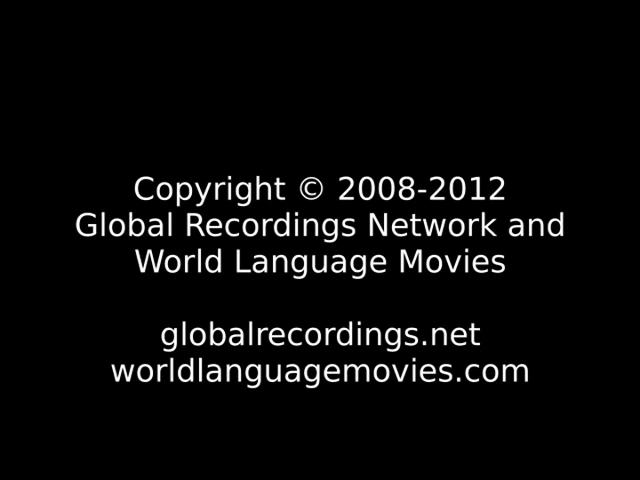 Copyright © 2008-2012
Global Recordings Network and
World Language Movies
globalrecordings.net
worldlanguagemovies.com